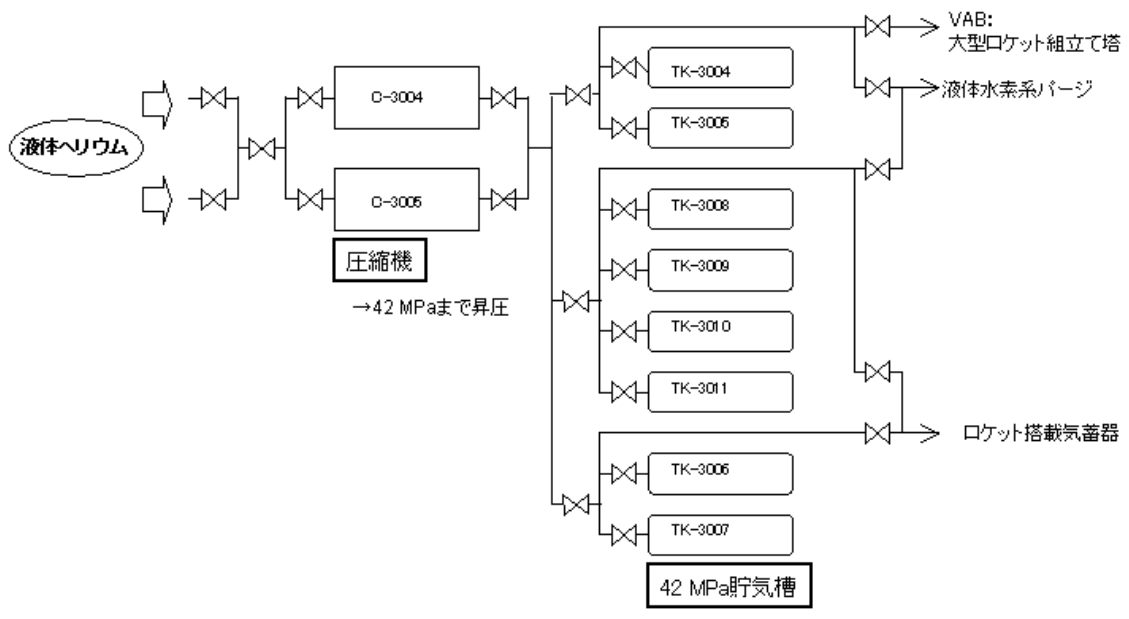 VAB:
大型ロケット組立て塔
TK-3004
液体水素系パージ
C-3004
TK-3005
液体ヘリウム
C-3005
TK-3008
圧縮機
TK-3009
→42 MPaまで昇圧
TK-3010
TK-3011
ロケット搭載気蓄器
TK-3006
TK-3007
42 MPa貯気槽